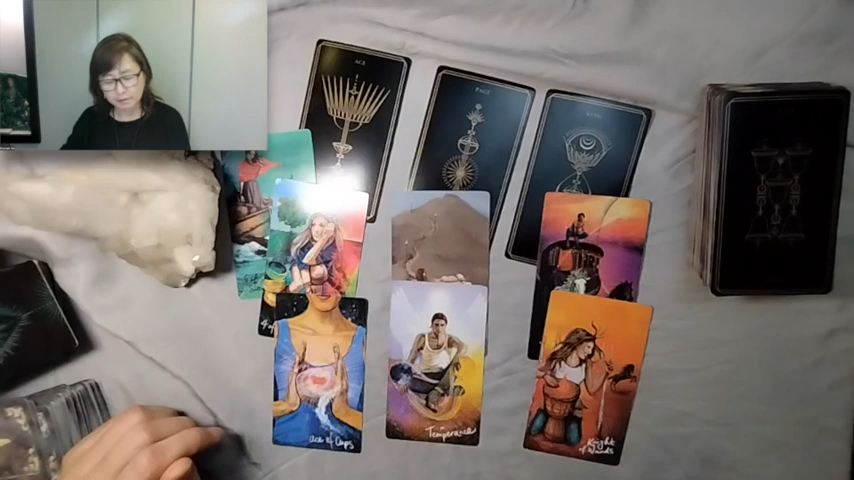 ACE
PAGE
KING
Ace of Cups
Temperance
Knight
of Wands